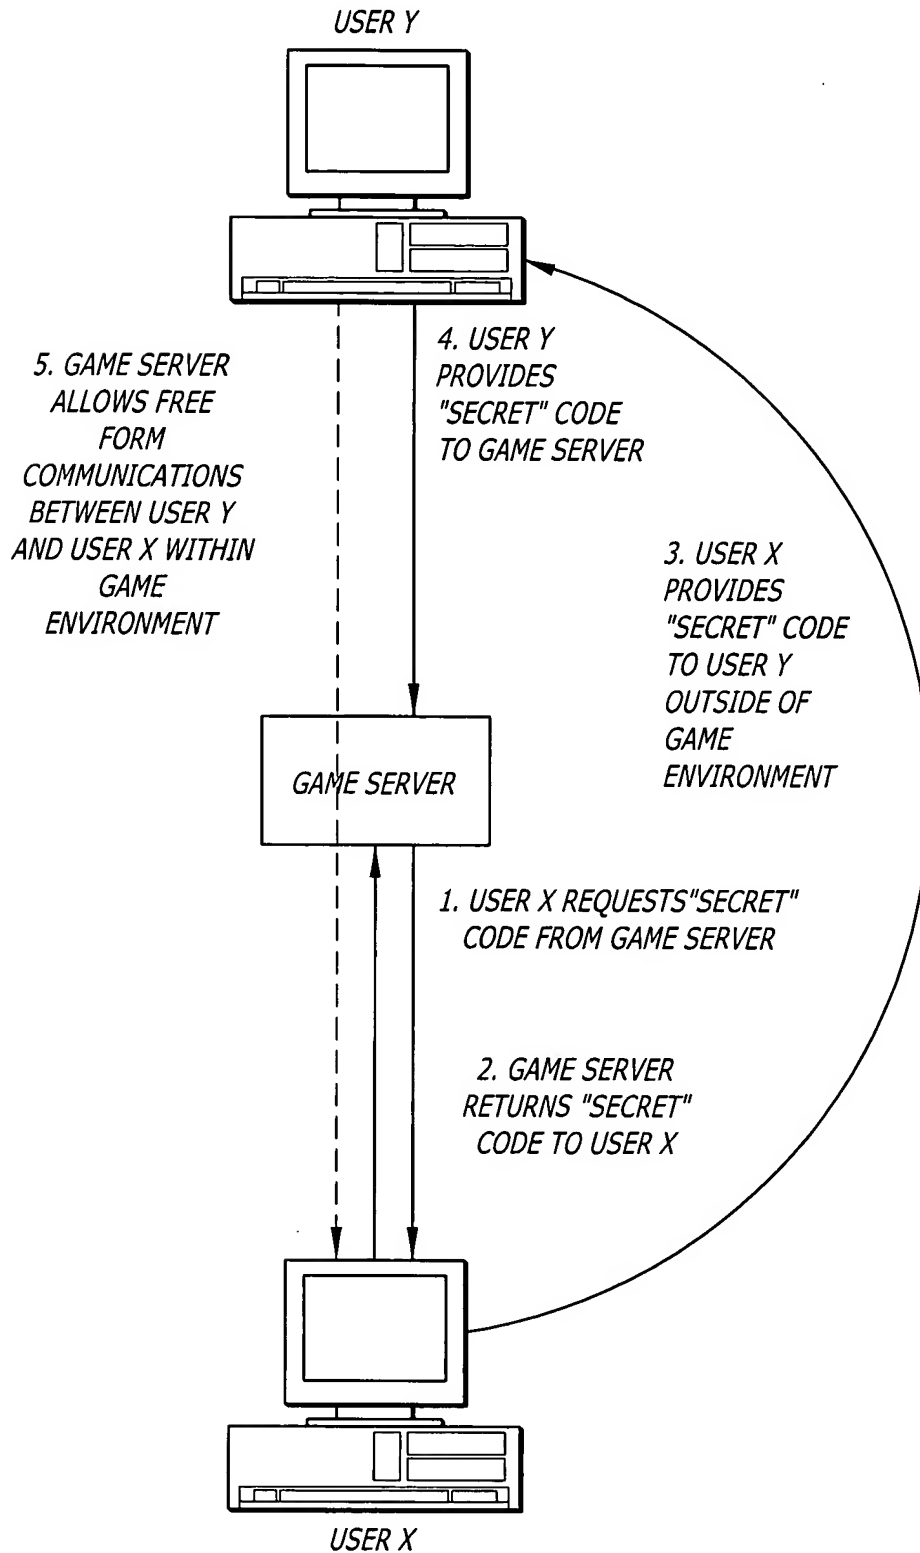 USER Y
5. GAME SERVER
ALLOWS FREE
FORM
COMMUNICATIONS
BETWEEN USER Y
AND USER X WITHIN
GAME
ENVIRONMENT
4. USER Y
PROVIDES
"SECRET" CODE
TO GAME SERVER
3. USER X
PROVIDES
"SECRET" CODE
TO USER Y
OUTSIDE OF
GAME
ENVIRONMENT
GAME SERVER
1. USER X REQUESTS"SECRET"
CODE FROM GAME SERVER
2. GAME SERVER
RETURNS "SECRET"
CODE TO USER X
USER X